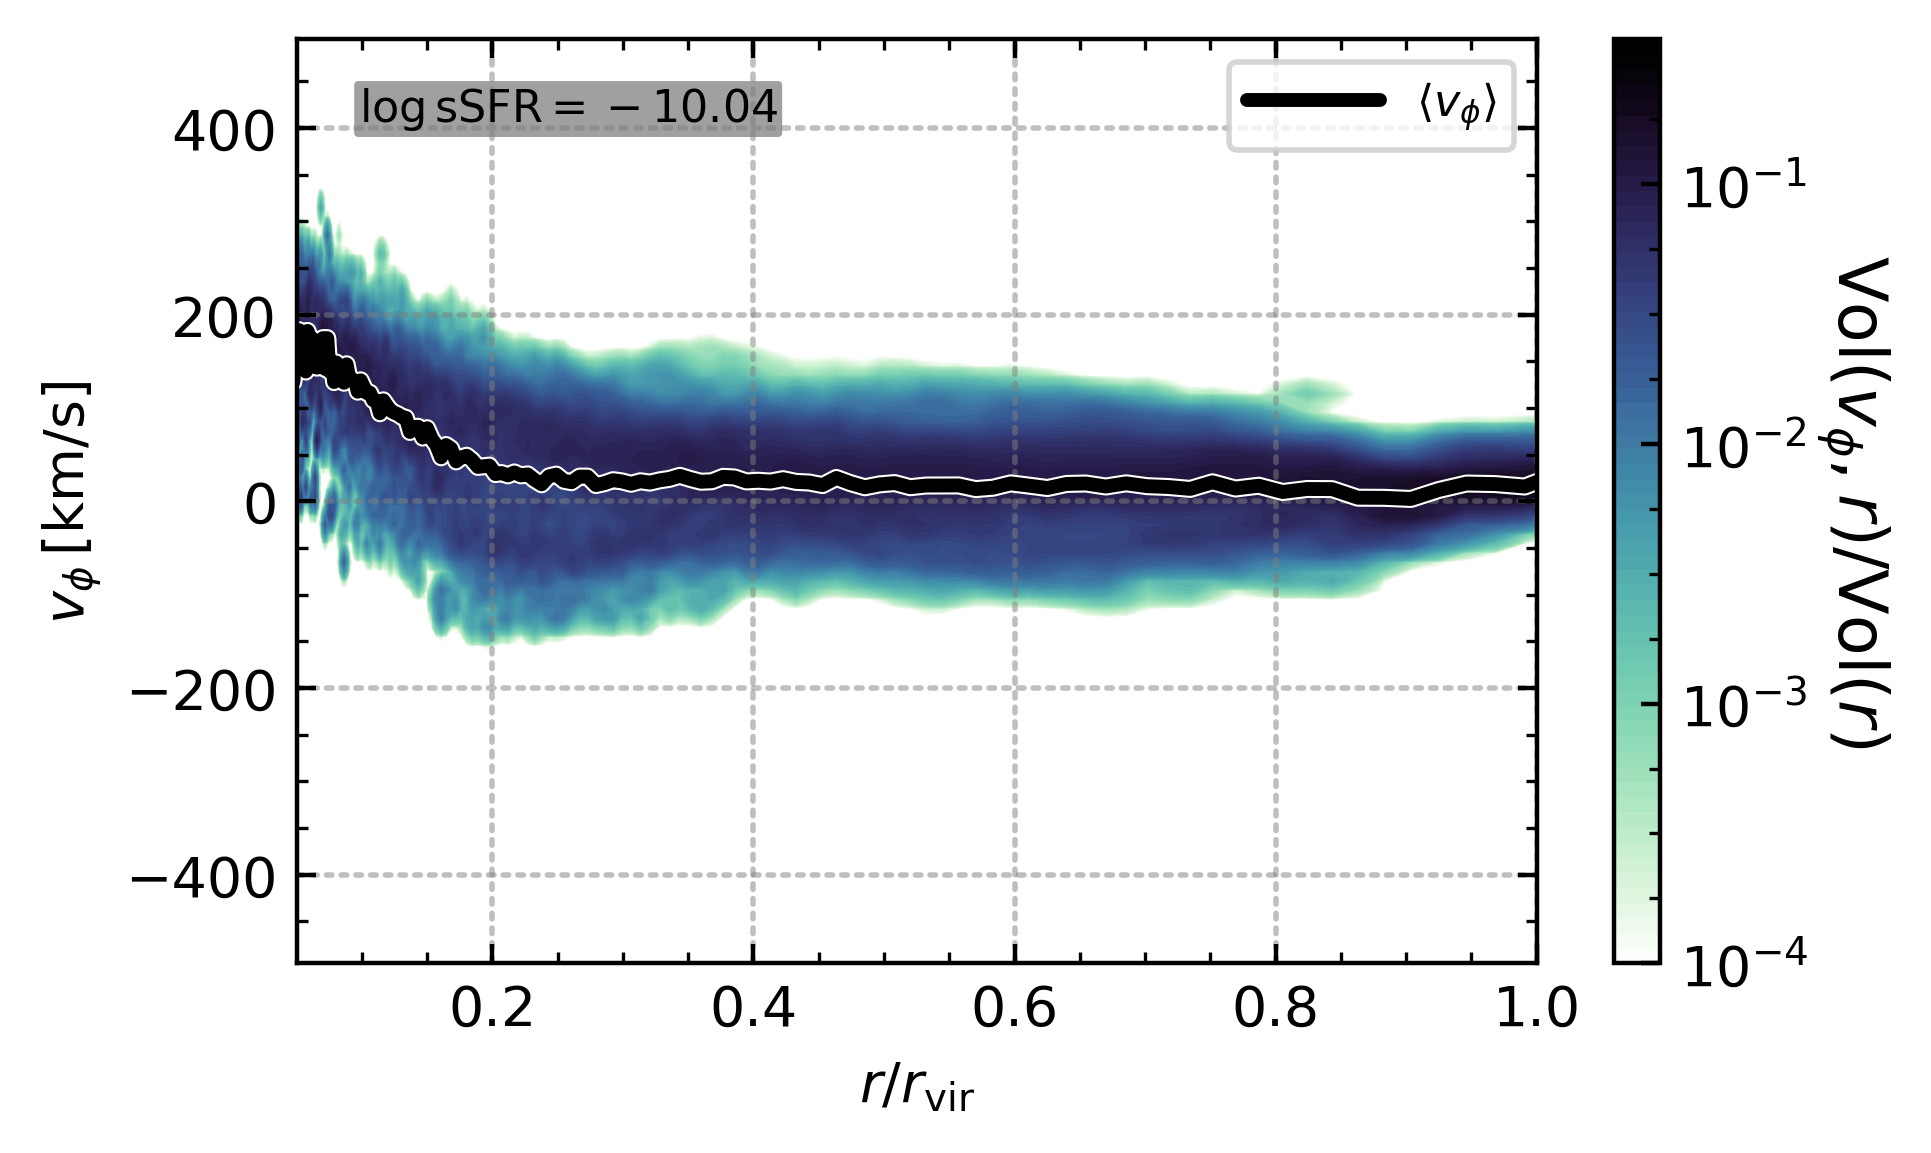 log sSFR = − 10.04
⟨v_ϕ⟩
400
200
0
−200
−400
v_ϕ [km/s]
0.2 0.4 0.6 0.8 1.0
r/r_vir
10⁻¹
10⁻²
10⁻³
10⁻⁴
Vol(v_ϕ, r)/Vol(r)